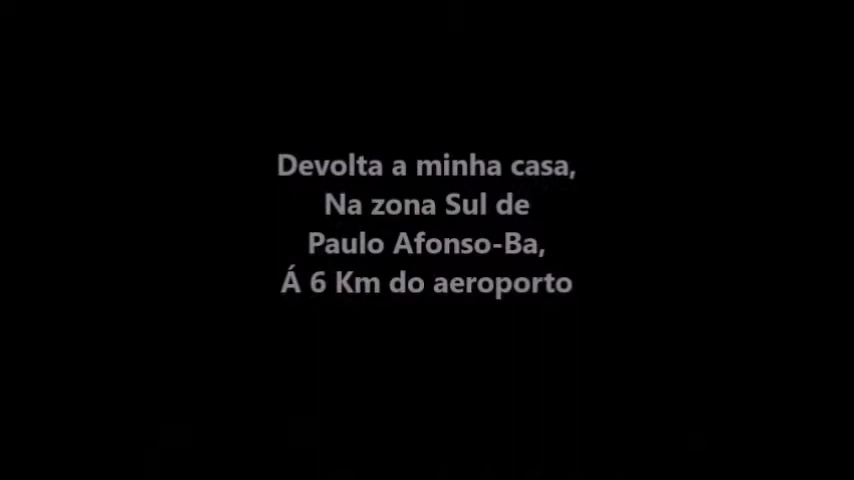 Devolta a minha casa,
Na zona Sul de
Paulo Afonso-Ba,
Á 6 Km do aeroporto